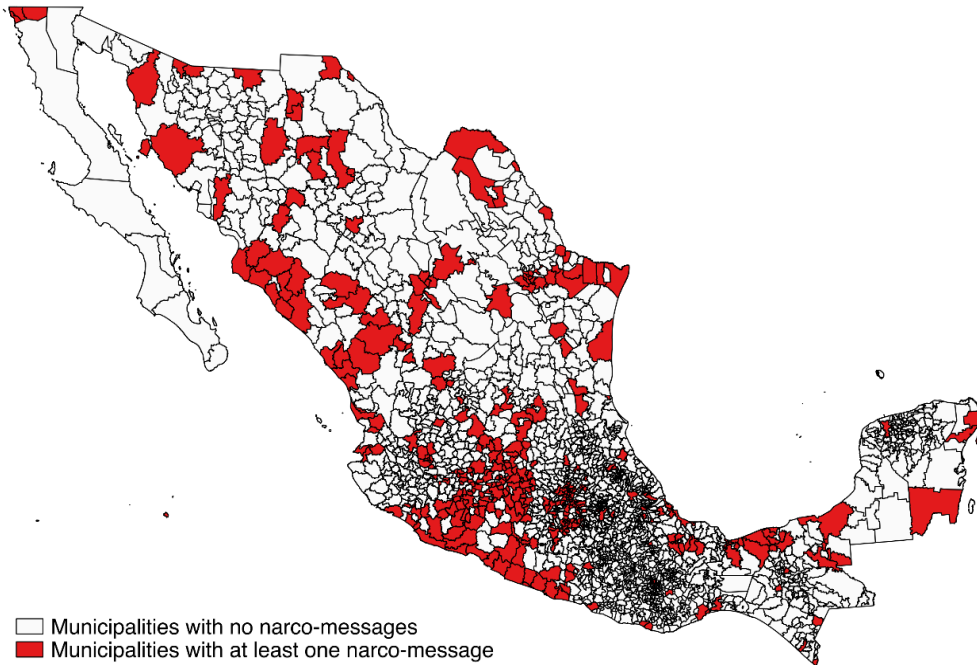 Municipalities with no narco-messages
Municipalities with at least one narco-message